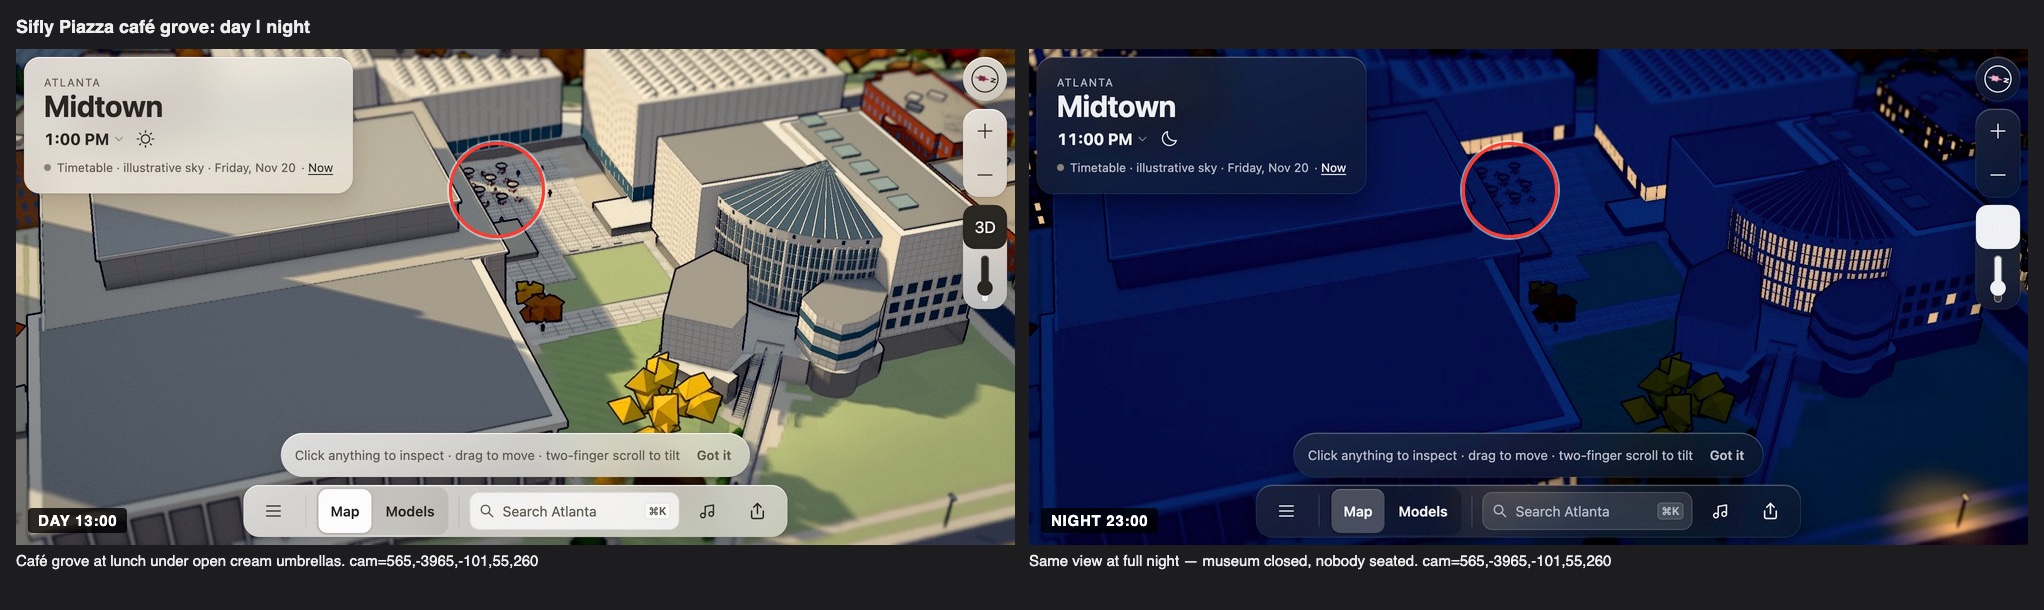 Sifly Piazza café grove: day | night
ATLANTA
Midtown
1:00 PM
Timetable · illustrative sky · Friday, Nov 20 · Now
N
+
−
3D
Click anything to inspect · drag to move · two-finger scroll to tilt Got it
Map Models Search Atlanta ⌘K
DAY 13:00
Café grove at lunch under open cream umbrellas. cam=565,-3965,-101,55,260
ATLANTA
Midtown
11:00 PM
Timetable · illustrative sky · Friday, Nov 20 · Now
N
+
−
Click anything to inspect · drag to move · two-finger scroll to tilt Got it
Map Models Search Atlanta ⌘K
NIGHT 23:00
Same view at full night — museum closed, nobody seated. cam=565,-3965,-101,55,260